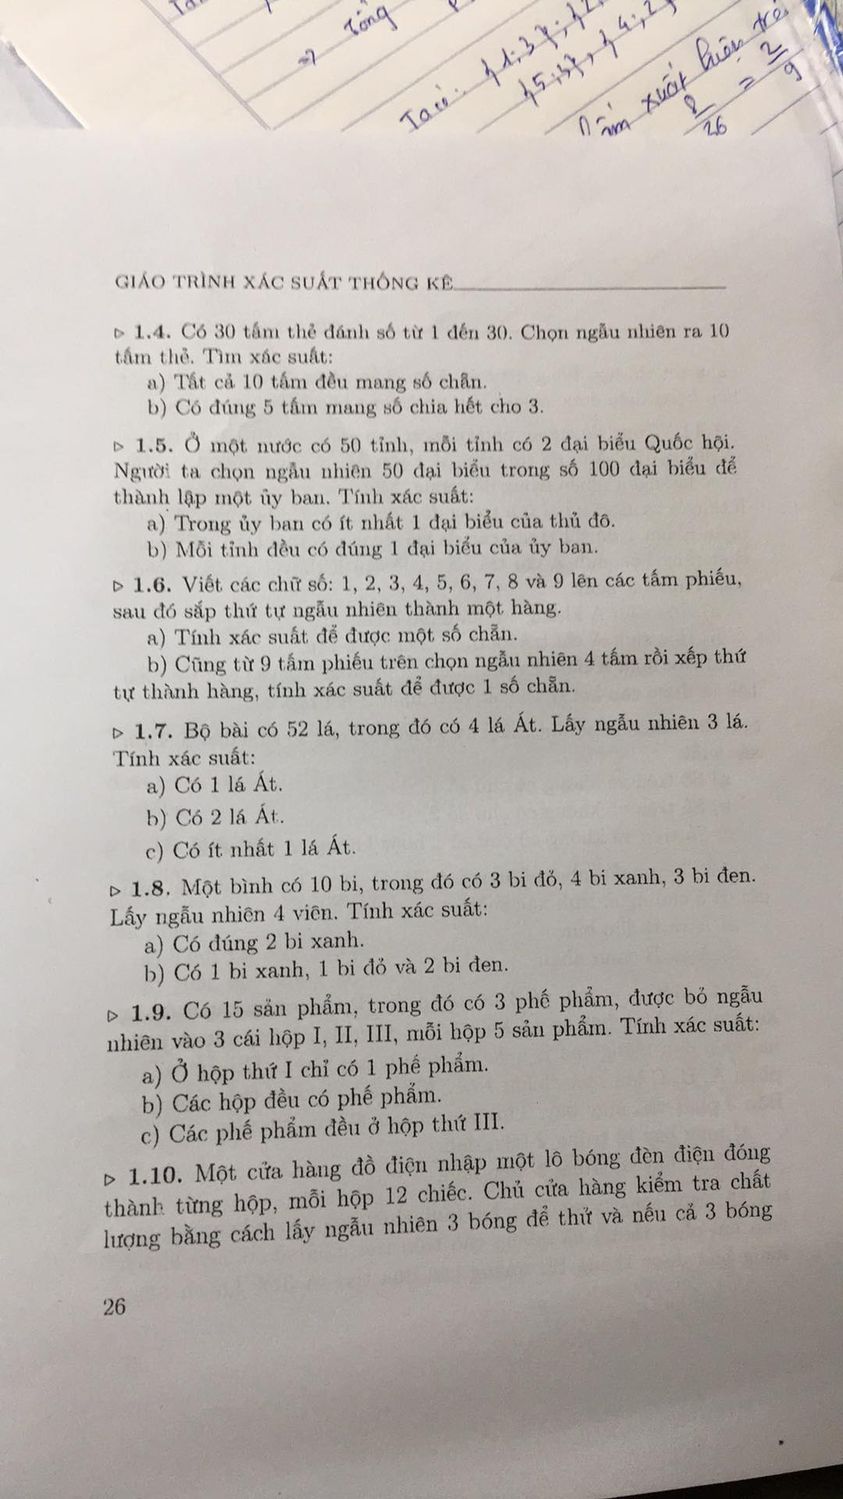 ⇒ Tổng
Ta có:
Năm xuất hiện trê
8/26 = 2/9
GIÁO TRÌNH XÁC SUẤT THỐNG KÊ
▷ 1.4. Có 30 tấm thẻ đánh số từ 1 đến 30. Chọn ngẫu nhiên ra 10
tấm thẻ. Tìm xác suất:
a) Tất cả 10 tấm đều mang số chẵn.
b) Có đúng 5 tấm mang số chia hết cho 3.
▷ 1.5. Ở một nước có 50 tỉnh, mỗi tỉnh có 2 đại biểu Quốc hội.
Người ta chọn ngẫu nhiên 50 đại biểu trong số 100 đại biểu để
thành lập một ủy ban. Tính xác suất:
a) Trong ủy ban có ít nhất 1 đại biểu của thủ đô.
b) Mỗi tỉnh đều có đúng 1 đại biểu của ủy ban.
▷ 1.6. Viết các chữ số: 1, 2, 3, 4, 5, 6, 7, 8 và 9 lên các tấm phiếu,
sau đó sắp thứ tự ngẫu nhiên thành một hàng.
a) Tính xác suất để được một số chẵn.
b) Cũng từ 9 tấm phiếu trên chọn ngẫu nhiên 4 tấm rồi xếp thứ
tự thành hàng, tính xác suất để được 1 số chẵn.
▷ 1.7. Bộ bài có 52 lá, trong đó có 4 lá Át. Lấy ngẫu nhiên 3 lá.
Tính xác suất:
a) Có 1 lá Át.
b) Có 2 lá Át.
c) Có ít nhất 1 lá Át.
▷ 1.8. Một bình có 10 bi, trong đó có 3 bi đỏ, 4 bi xanh, 3 bi đen.
Lấy ngẫu nhiên 4 viên. Tính xác suất:
a) Có đúng 2 bi xanh.
b) Có 1 bi xanh, 1 bi đỏ và 2 bi đen.
▷ 1.9. Có 15 sản phẩm, trong đó có 3 phế phẩm, được bỏ ngẫu
nhiên vào 3 cái hộp I, II, III, mỗi hộp 5 sản phẩm. Tính xác suất:
a) Ở hộp thứ I chỉ có 1 phế phẩm.
b) Các hộp đều có phế phẩm.
c) Các phế phẩm đều ở hộp thứ III.
▷ 1.10. Một cửa hàng đồ điện nhập một lô bóng đèn điện đóng
thành từng hộp, mỗi hộp 12 chiếc. Chủ cửa hàng kiểm tra chất
lượng bằng cách lấy ngẫu nhiên 3 bóng để thử và nếu cả 3 bóng
26